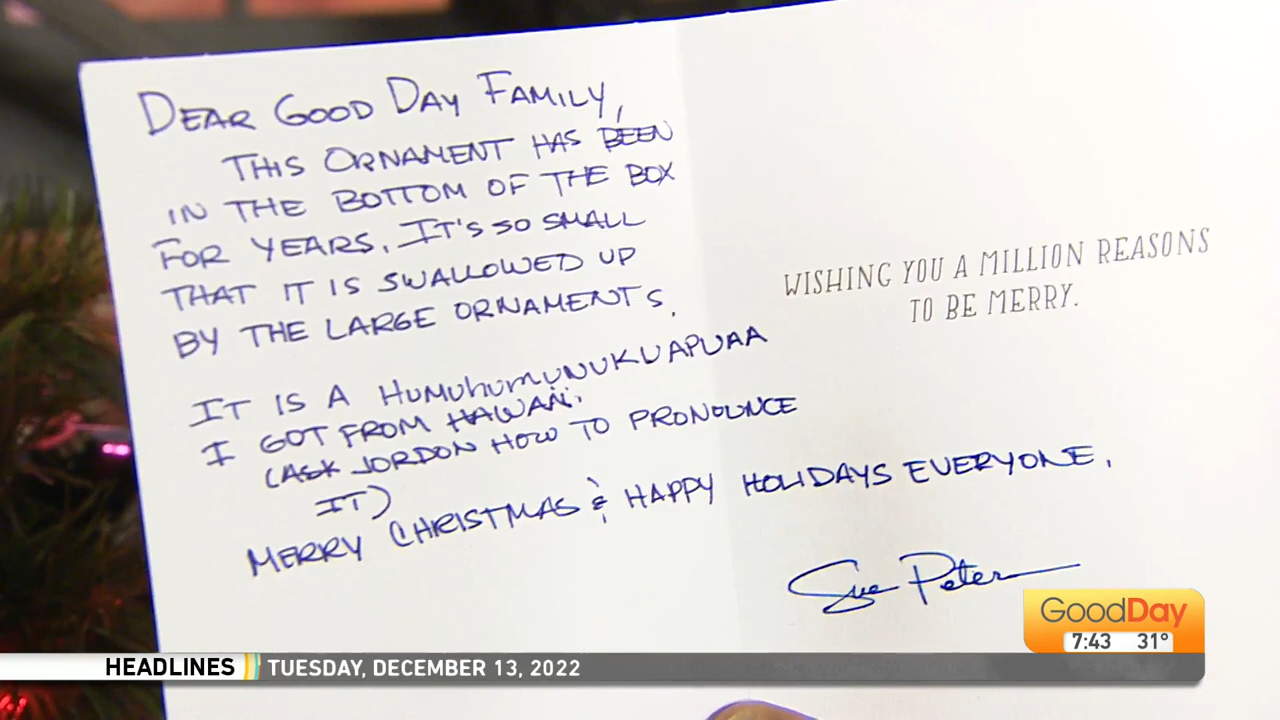 DEAR GOOD DAY FAMILY,
THIS ORNAMENT HAS BEEN
IN THE BOTTOM OF THE BOX
FOR YEARS. IT'S SO SMALL
THAT IT IS SWALLOWED UP
BY THE LARGE ORNAMENTS.
IT IS A HUMUHUMUNUKUAPUAA
I GOT FROM HAWAII.
(ASK JORDON HOW TO PRONOUNCE
IT)
MERRY CHRISTMAS & HAPPY HOLIDAYS EVERYONE.
Sue Peter
WISHING YOU A MILLION REASONS
TO BE MERRY.
GoodDay
7:43 31°
HEADLINES TUESDAY, DECEMBER 13, 2022